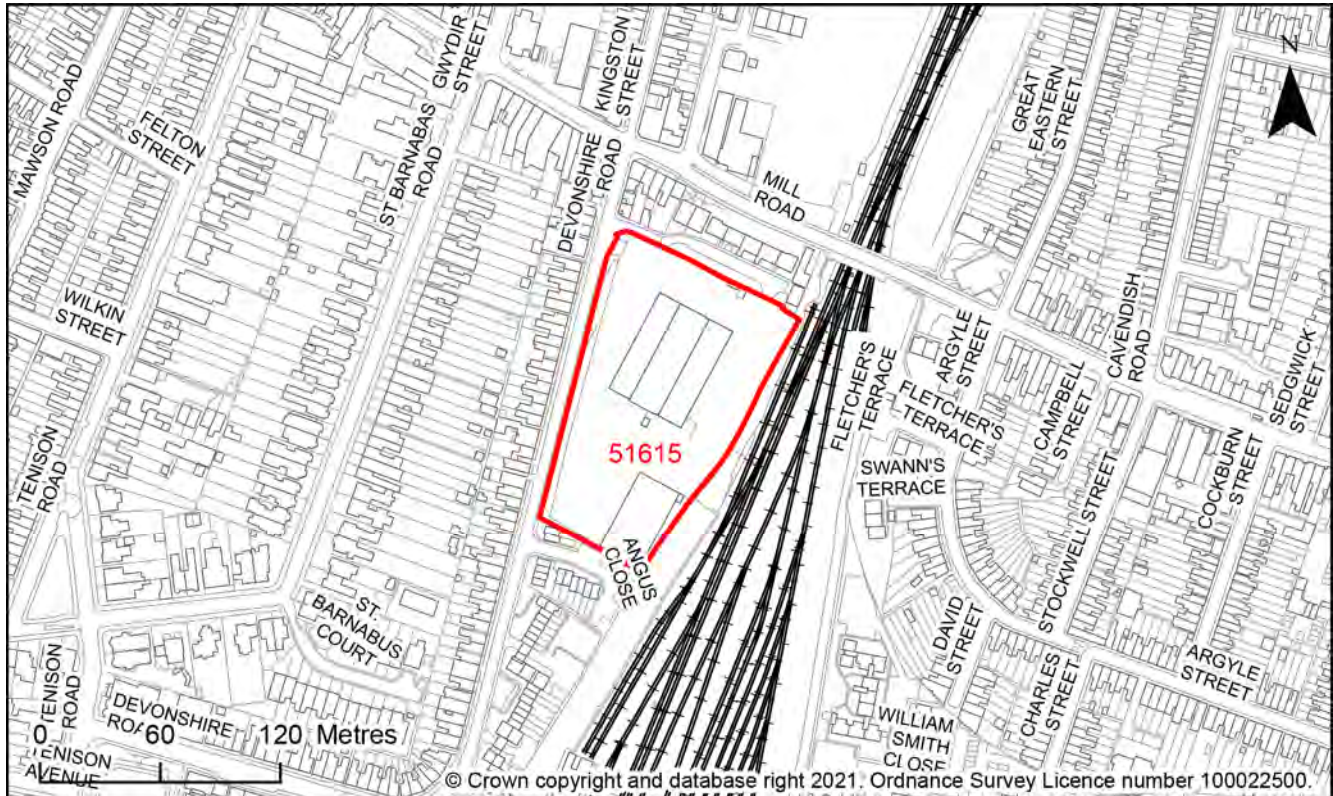 MAWSON ROAD
FELTON
STREET
ST BARNABAS
ROAD
GWYDIR
STREET
KINGSTON
STREET
DEVONSHIRE
ROAD
MILL
ROAD
GREAT
EASTERN
STREET
N
WILKIN
STREET
TENISON
ROAD
51615
FLETCHER'S
TERRACE
ARGYLE
STREET
FLETCHER'S
TERRACE
CAMPBELL
STREET
CAVENDISH
ROAD
SEDGWICK
STREET
SWANN'S
TERRACE
STOCKWELL STREET
COCKBURN
STREET
ANGUS
CLOSE
ST.
BARNABUS
COURT
DAVID
STREET
CHARLES
STREET
ARGYLE
STREET
WILLIAM
SMITH
CLOSE
TENISON
ROAD
DEVONSHIRE
ROAD
TENISON
AVENUE
0 60 120 Metres
© Crown copyright and database right 2021. Ordnance Survey Licence number 100022500.